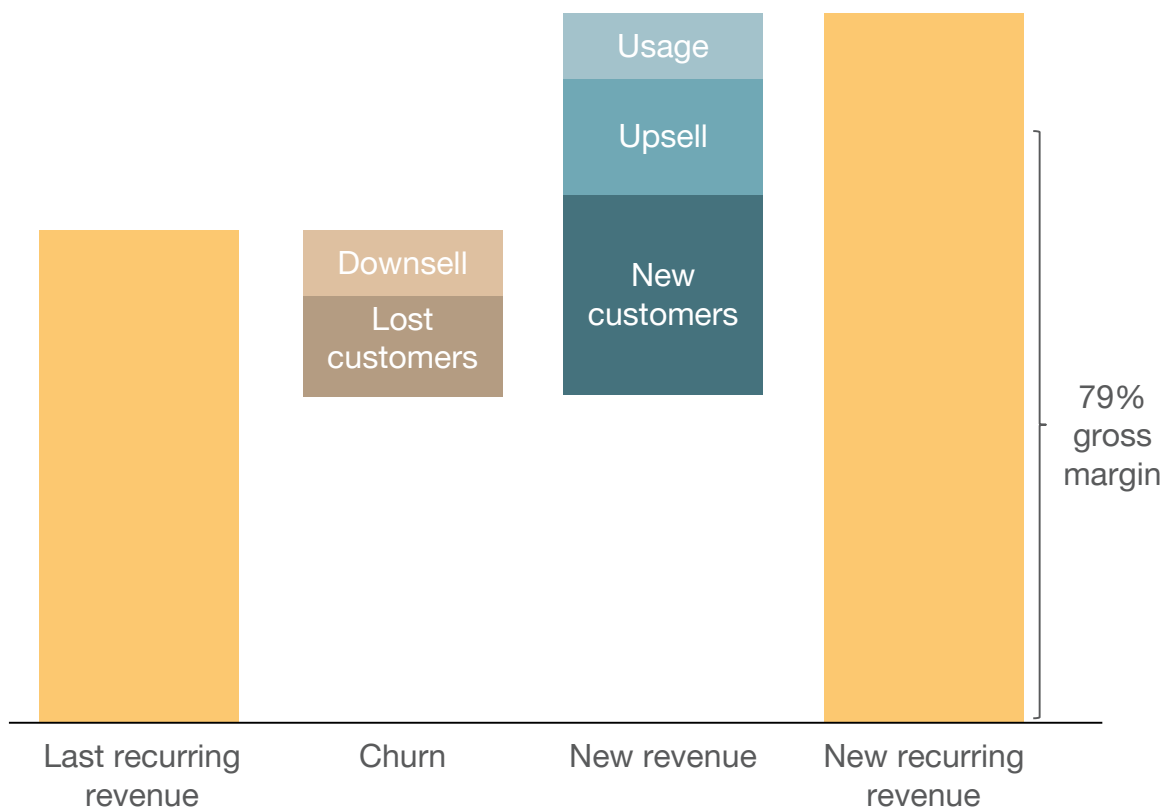 Usage
Upsell
New
customers
Downsell
Lost
customers
79%
gross
margin
Last recurring
revenue
Churn
New revenue
New recurring
revenue